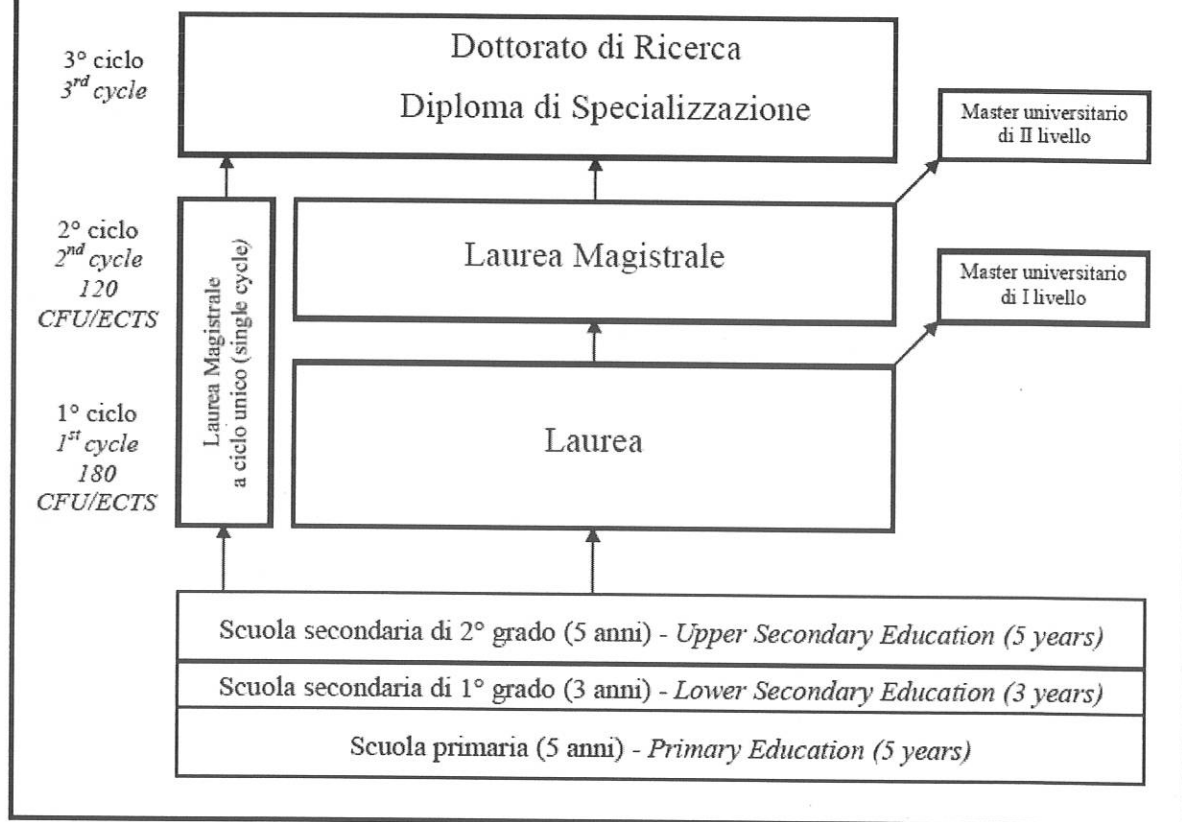 3° ciclo
3rd cycle
Dottorato di Ricerca
Diploma di Specializzazione
Master universitario
di II livello
2° ciclo
2nd cycle
120
CFU/ECTS
Laurea Magistrale
a ciclo unico (single cycle)
Laurea Magistrale
Master universitario
di I livello
1° ciclo
1st cycle
180
CFU/ECTS
Laurea
Scuola secondaria di 2° grado (5 anni) - Upper Secondary Education (5 years)
Scuola secondaria di 1° grado (3 anni) - Lower Secondary Education (3 years)
Scuola primaria (5 anni) - Primary Education (5 years)